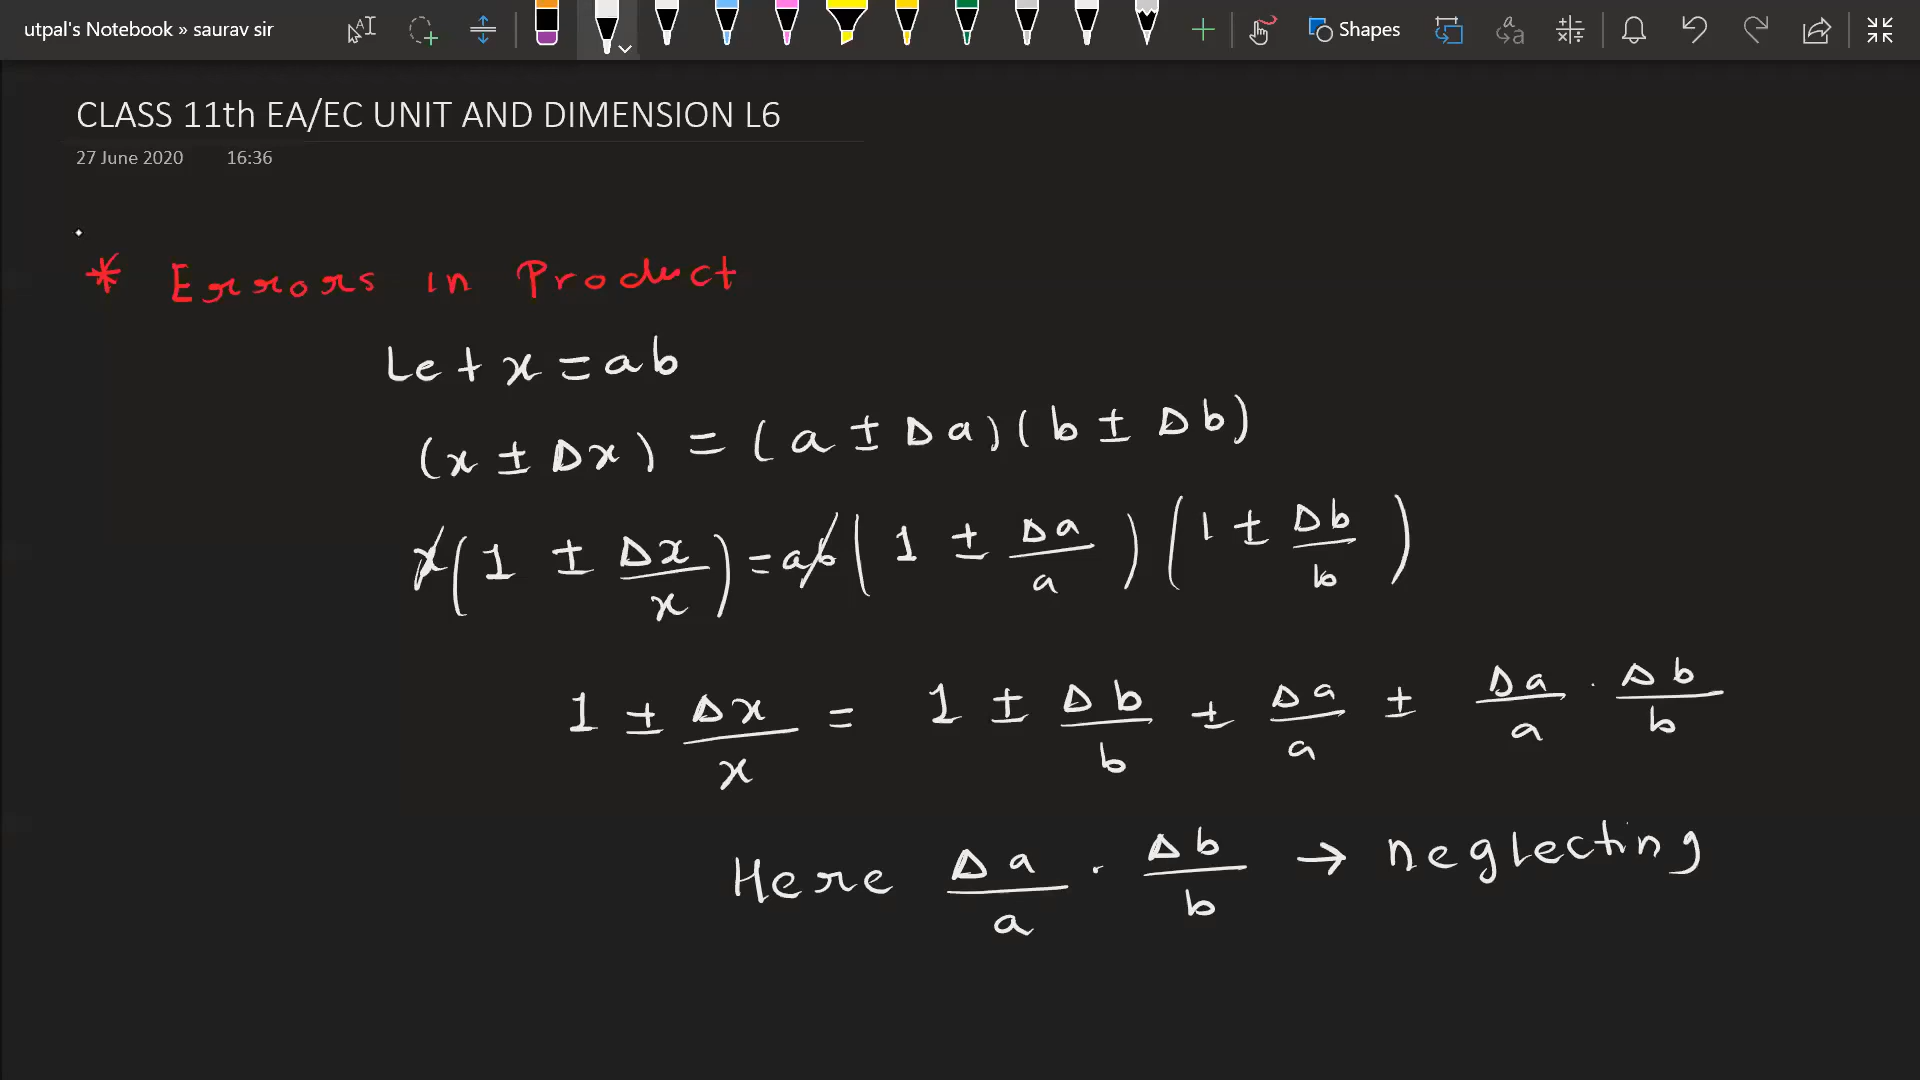 utpal's Notebook » saurav sir
Shapes
CLASS 11th EA/EC UNIT AND DIMENSION L6
27 June 2020 16:36
* Errors in Product
Let x = ab
(x ± Δx) = (a ± Δa)(b ± Δb)
x(1 ± Δx/x) = ab(1 ± Δa/a)(1 ± Δb/b)
1 ± Δx/x = 1 ± Δb/b ± Δa/a ± Δa/a · Δb/b
Here Δa/a · Δb/b → neglecting